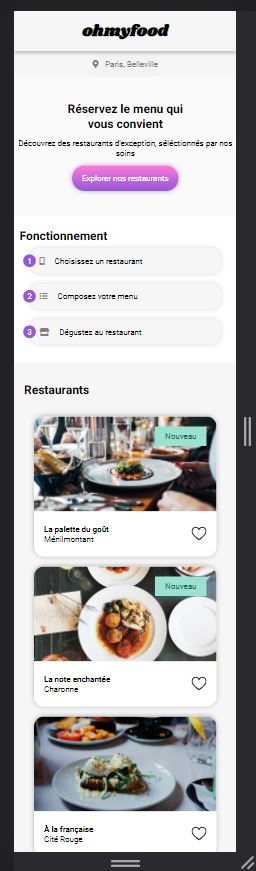 ohmyfood
Paris, Belleville
Réservez le menu qui
vous convient
Découvrez des restaurants d'exception, séléctionnés par nos
soins
Explorer nos restaurants
Fonctionnement
1 Choisissez un restaurant
2 Composez votre menu
3 Dégustez au restaurant
Restaurants
Nouveau
La palette du goût
Ménilmontant
Nouveau
La note enchantée
Charonne
À la française
Cité Rouge